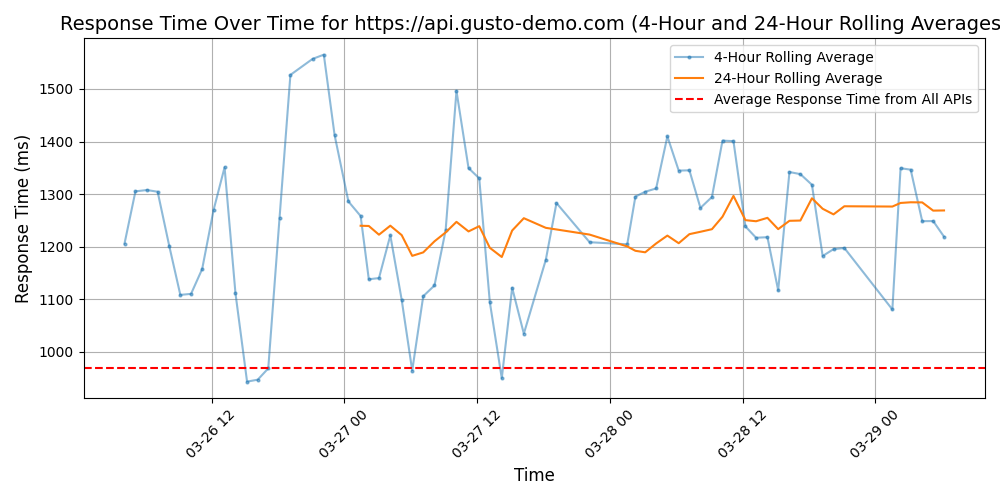 Response Time Over Time for https://api.gusto-demo.com (4-Hour and 24-Hour Rolling Averages
4-Hour Rolling Average
24-Hour Rolling Average
Average Response Time from All APIs
Response Time (ms)
1500
1400
1300
1200
1100
1000
03-26 12
03-27 00
03-27 12
03-28 00
03-28 12
03-29 00
Time